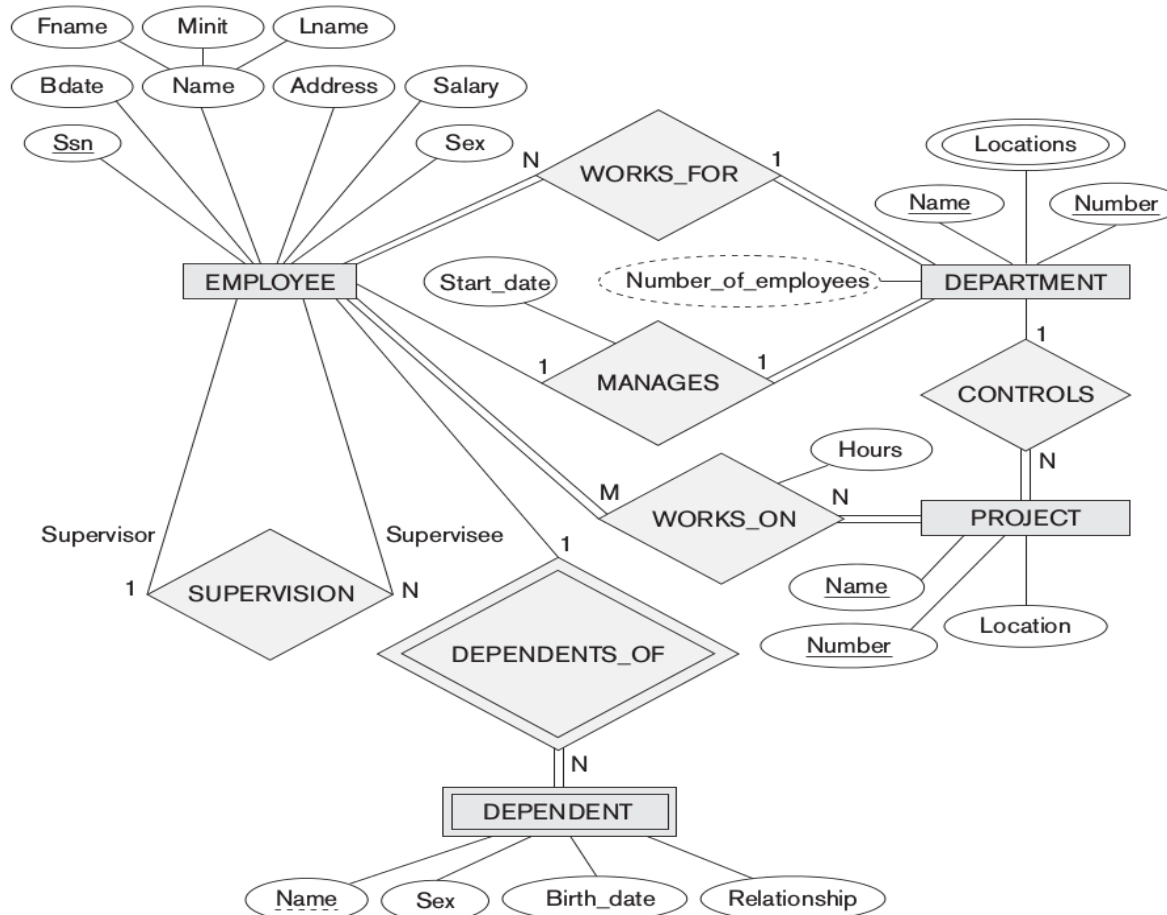 Fname
Minit
Lname
Bdate
Name
Address
Salary
Ssn
Sex
N
WORKS_FOR
1
Locations
Name
Number
EMPLOYEE
Start_date
Number_of_employees
DEPARTMENT
1
MANAGES
1
1
CONTROLS
N
Hours
M
WORKS_ON
N
PROJECT
Supervisor
Supervisee
1
SUPERVISION
N
1
Name
Number
Location
DEPENDENTS_OF
N
DEPENDENT
Name
Sex
Birth_date
Relationship